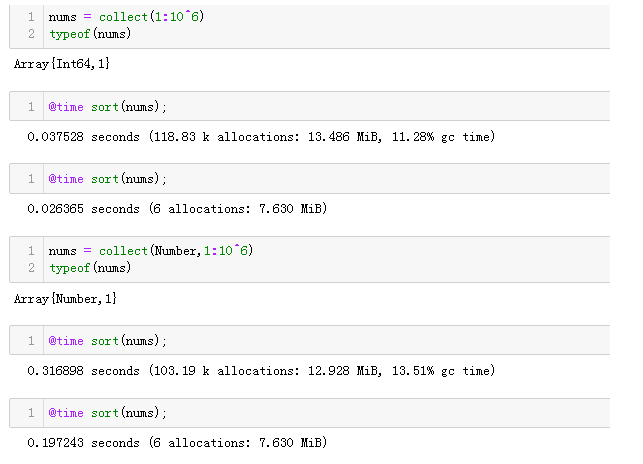 1 nums = collect(1:10^6)
2 typeof(nums)
Array{Int64,1}
1 @time sort(nums);
0.037528 seconds (118.83 k allocations: 13.486 MiB, 11.28% gc time)
1 @time sort(nums);
0.026365 seconds (6 allocations: 7.630 MiB)
1 nums = collect(Number,1:10^6)
2 typeof(nums)
Array{Number,1}
1 @time sort(nums);
0.316898 seconds (103.19 k allocations: 12.928 MiB, 13.51% gc time)
1 @time sort(nums);
0.197243 seconds (6 allocations: 7.630 MiB)